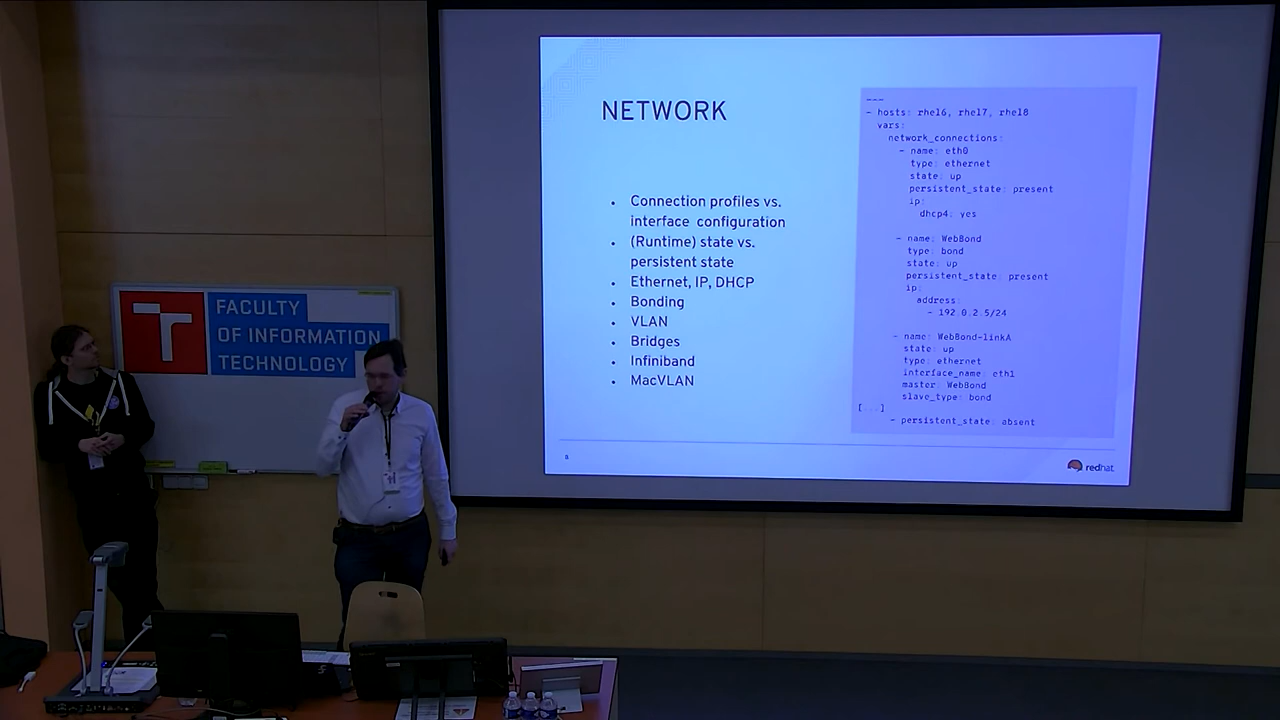 NETWORK
• Connection profiles vs.
interface configuration
• (Runtime) state vs.
persistent state
• Ethernet, IP, DHCP
• Bonding
• VLAN
• Bridges
• Infiniband
• MacVLAN
---
- hosts: rhel6, rhel7, rhel8
vars:
network_connections:
- name: eth0
type: ethernet
state: up
persistent_state: present
ip:
dhcp4: yes
- name: WebBond
type: bond
state: up
persistent_state: present
ip:
address:
- 192.0.2.5/24
- name: WebBond-linkA
state: up
type: ethernet
interface_name: eth1
master: WebBond
slave_type: bond
[...]
- persistent_state: absent
8
redhat
FACULTY
OF INFORMATION
TECHNOLOGY